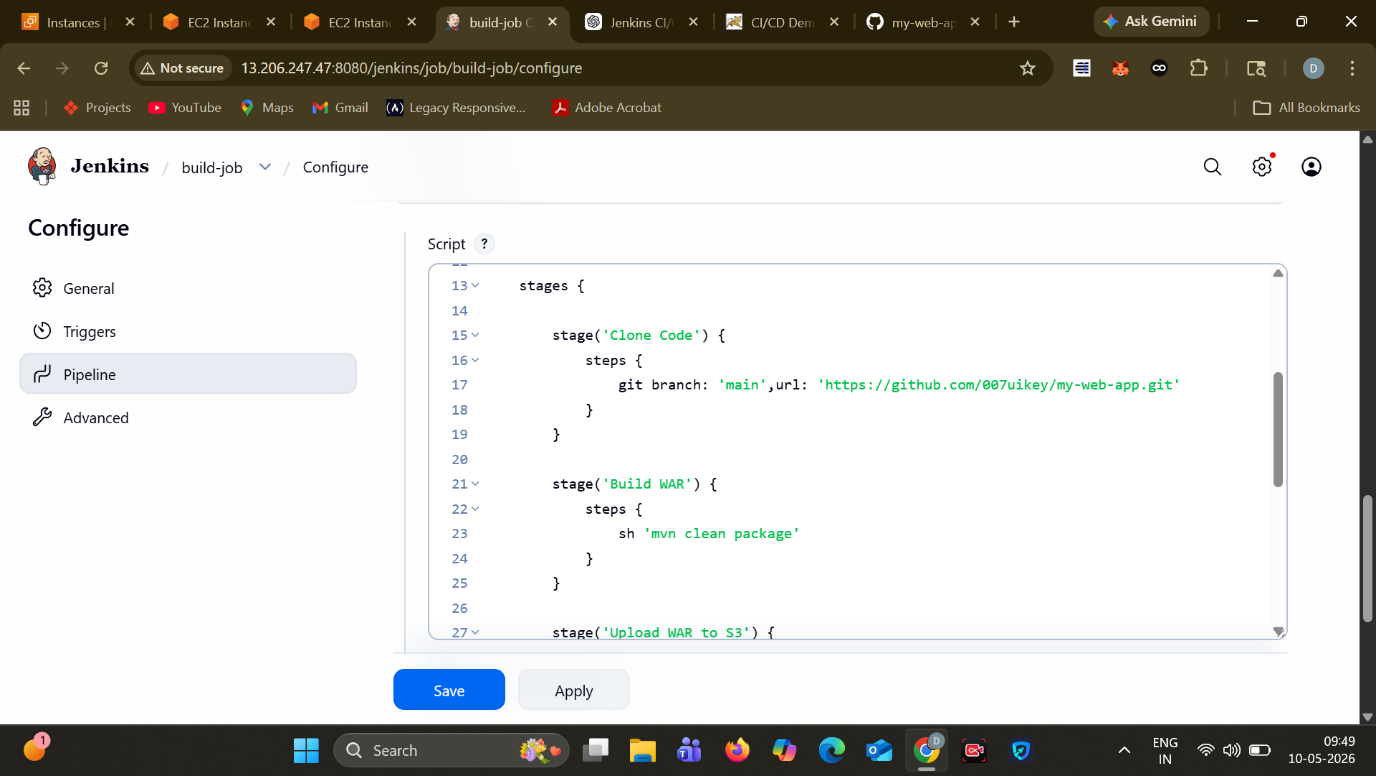 Instances |
EC2 Instanc
EC2 Instanc
build-job C
Jenkins CI/C
CI/CD Dem
my-web-ap
Ask Gemini
Not secure
13.206.247.47:8080/jenkins/job/build-job/configure
D
Projects
YouTube
Maps
Gmail
(A) Legacy Responsive...
Adobe Acrobat
All Bookmarks
Jenkins / build-job / Configure
Configure
General
Triggers
Pipeline
Advanced
Script ?
13 stages {
14
15 stage('Clone Code') {
16 steps {
17 git branch: 'main',url: 'https://github.com/007uikey/my-web-app.git'
18 }
19 }
20
21 stage('Build WAR') {
22 steps {
23 sh 'mvn clean package'
24 }
25 }
26
27 stage('Upload WAR to S3') {
Save
Apply
1
Search
D
ENG
IN
09:49
10-05-2026